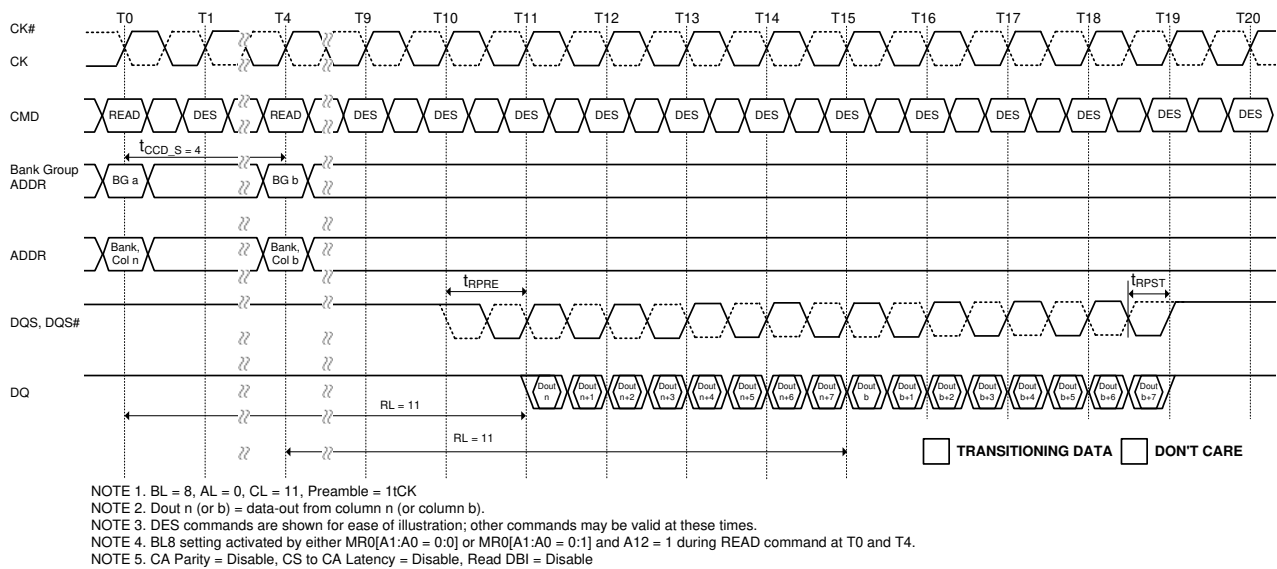 T0 T1 T4 T9 T10 T11 T12 T13 T14 T15 T16 T17 T18 T19 T20
CK#
CK
CMD
READ DES READ DES DES DES DES DES DES DES DES DES DES DES DES
tCCD_S = 4
Bank Group
ADDR
BG a BG b
ADDR
Bank,
Col n
Bank,
Col b
tRPRE
tRPST
DQS, DQS#
DQ
Dout
n
Dout
n+1
Dout
n+2
Dout
n+3
Dout
n+4
Dout
n+5
Dout
n+6
Dout
n+7
Dout
b
Dout
b+1
Dout
b+2
Dout
b+3
Dout
b+4
Dout
b+5
Dout
b+6
Dout
b+7
RL = 11
RL = 11
TRANSITIONING DATA DON'T CARE
NOTE 1. BL = 8, AL = 0, CL = 11, Preamble = 1tCK
NOTE 2. Dout n (or b) = data-out from column n (or column b).
NOTE 3. DES commands are shown for ease of illustration; other commands may be valid at these times.
NOTE 4. BL8 setting activated by either MR0[A1:A0 = 0:0] or MR0[A1:A0 = 0:1] and A12 = 1 during READ command at T0 and T4.
NOTE 5. CA Parity = Disable, CS to CA Latency = Disable, Read DBI = Disable